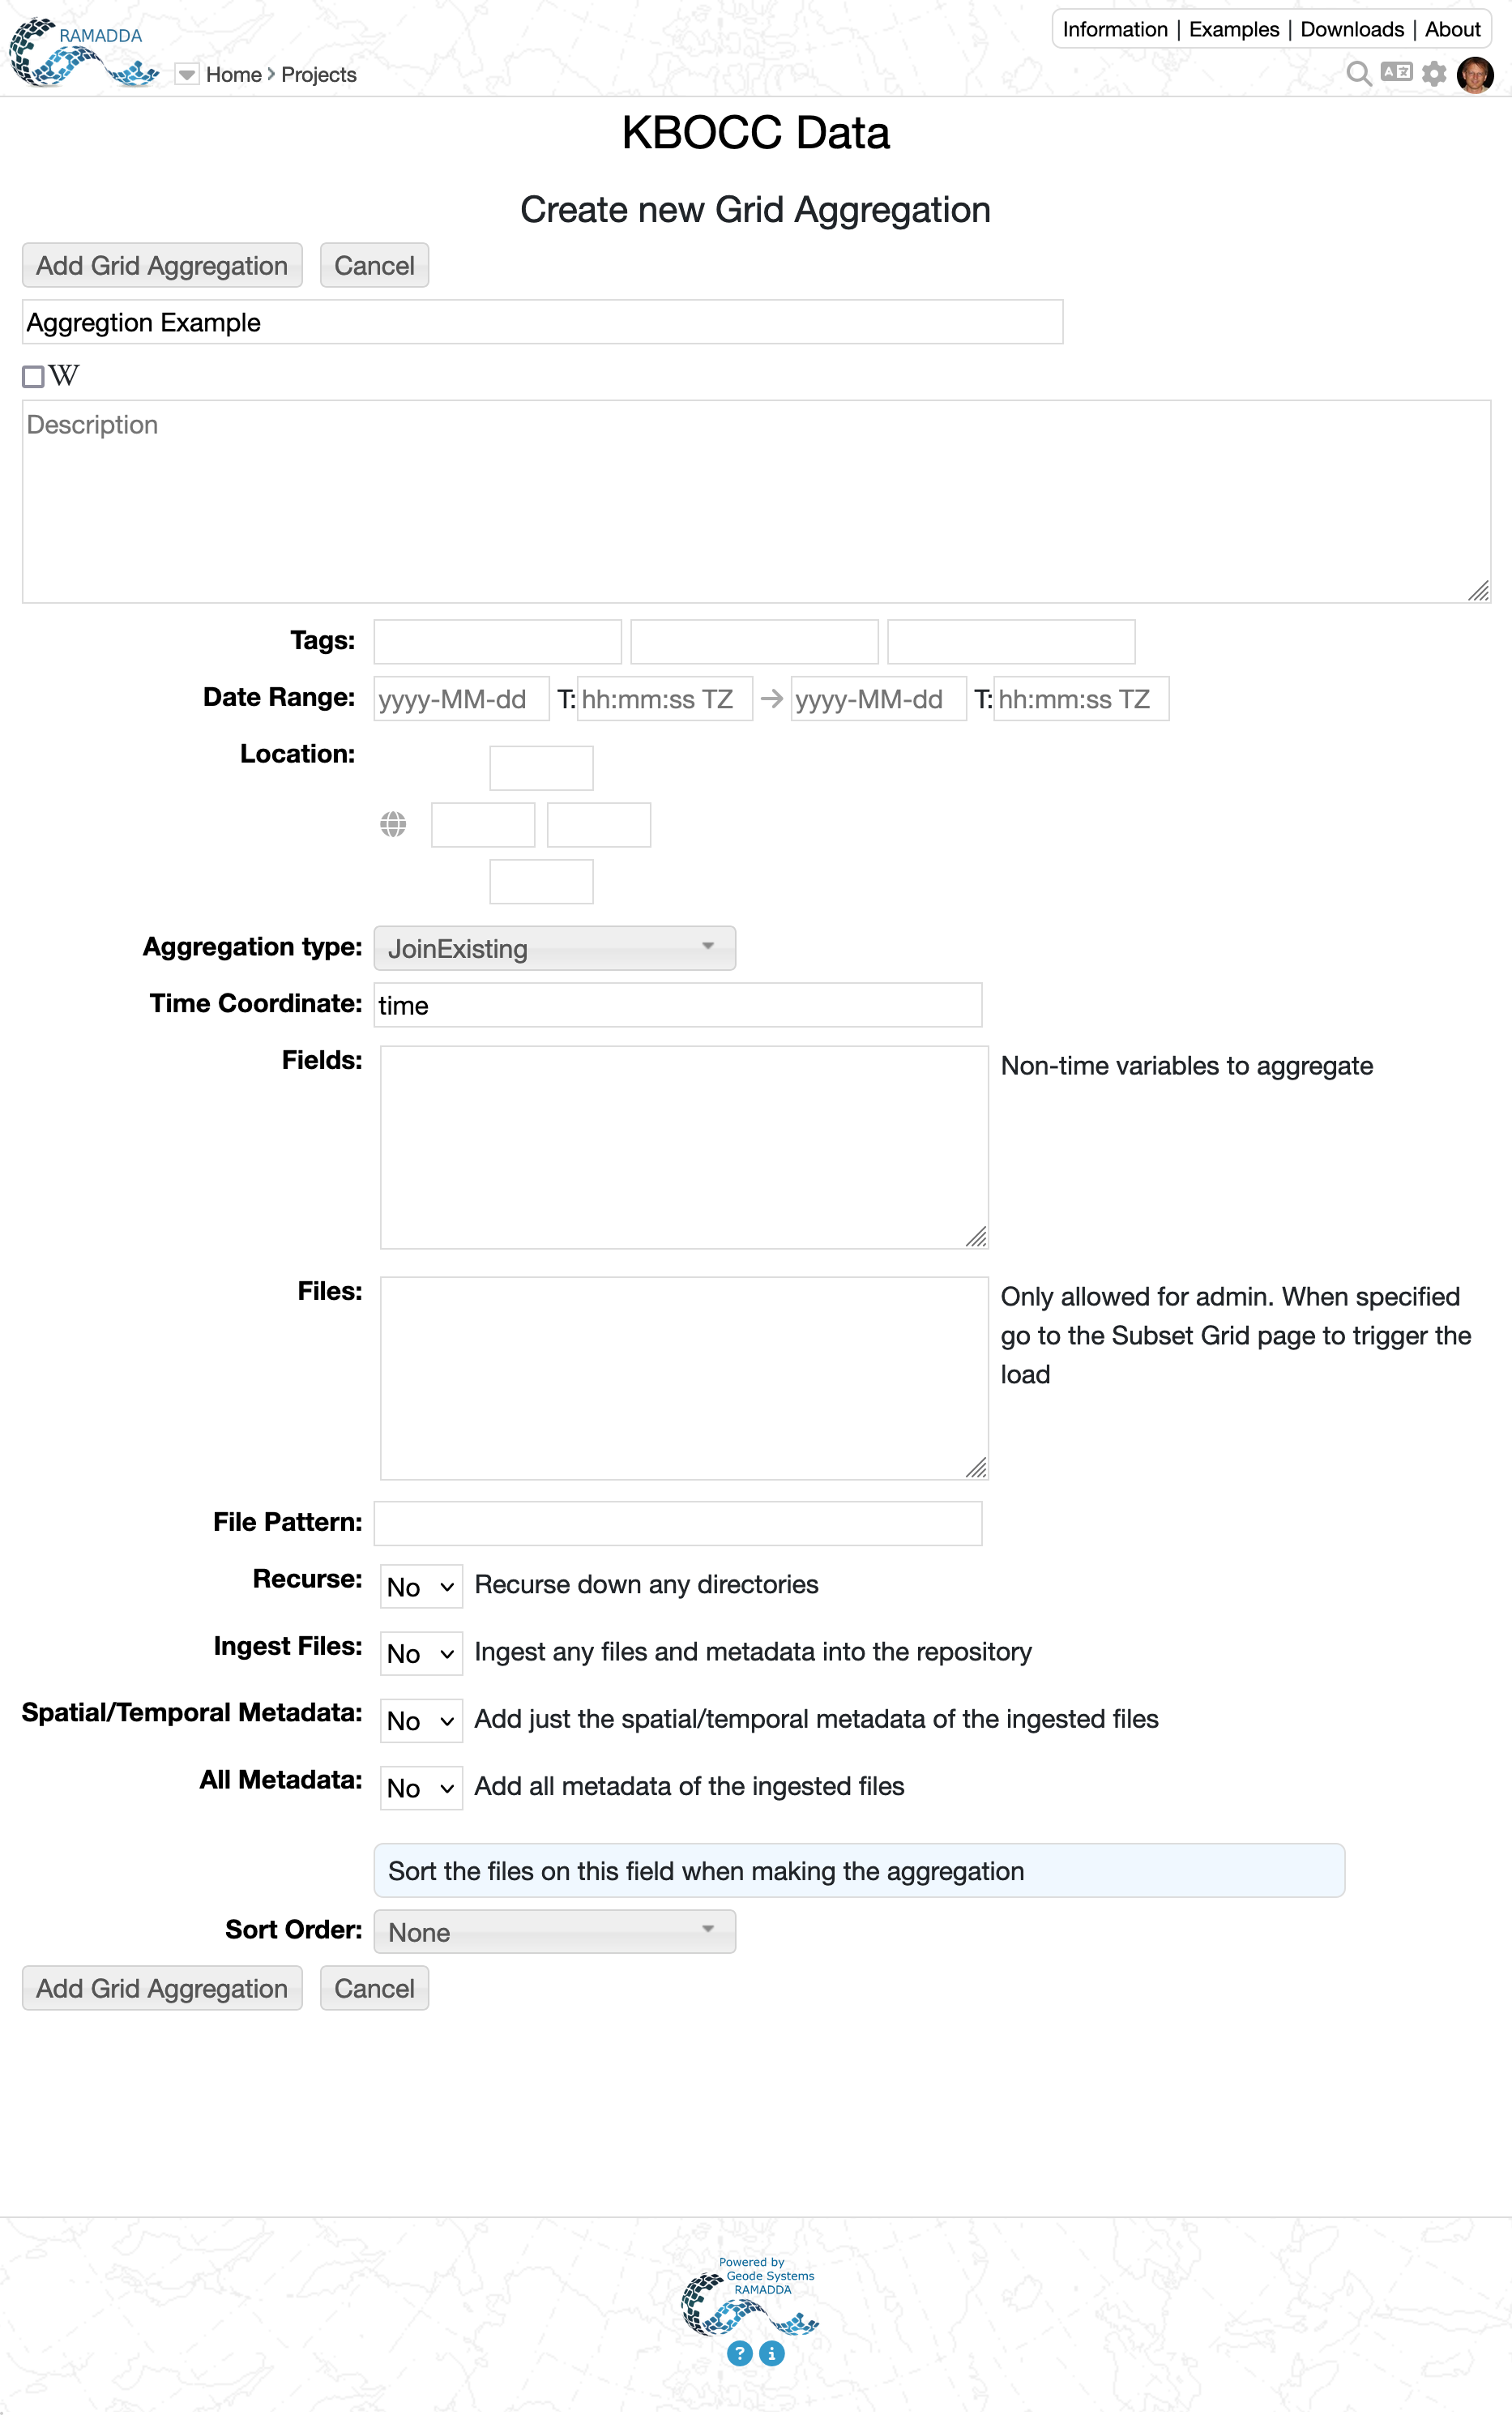 RAMADDA
Information | Examples | Downloads | About
Home › Projects
KBOCC Data
Create new Grid Aggregation
Add Grid Aggregation Cancel
Aggregtion Example
W
Description
Tags:
Date Range: yyyy-MM-dd T: hh:mm:ss TZ → yyyy-MM-dd T: hh:mm:ss TZ
Location:
Aggregation type: JoinExisting
Time Coordinate: time
Fields: Non-time variables to aggregate
Files: Only allowed for admin. When specified
go to the Subset Grid page to trigger the
load
File Pattern:
Recurse: No Recurse down any directories
Ingest Files: No Ingest any files and metadata into the repository
Spatial/Temporal Metadata: No Add just the spatial/temporal metadata of the ingested files
All Metadata: No Add all metadata of the ingested files
Sort the files on this field when making the aggregation
Sort Order: None
Add Grid Aggregation Cancel
Powered by
Geode Systems
RAMADDA
? i